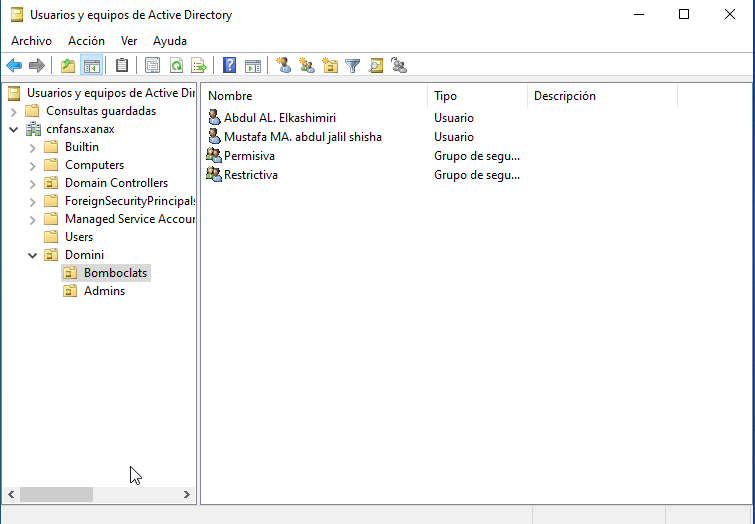 Usuarios y equipos de Active Directory
Archivo Acción Ver Ayuda
Usuarios y equipos de Active Dir
Consultas guardadas
cnfans.xanax
Builtin
Computers
Domain Controllers
ForeignSecurityPrincipals
Managed Service Accour
Users
Domini
Bomboclats
Admins
Nombre Tipo Descripción
Abdul AL. Elkashimiri Usuario
Mustafa MA. abdul jalil shisha Usuario
Permisiva Grupo de segu...
Restrictiva Grupo de segu...